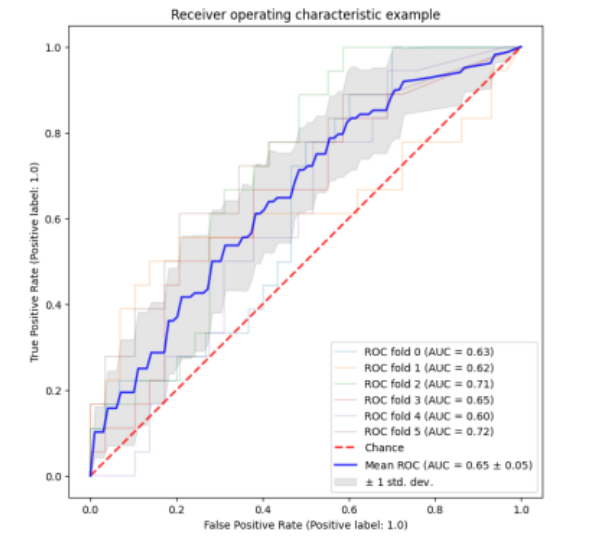 Receiver operating characteristic example
True Positive Rate (Positive label: 1.0)
1.0
0.8
0.6
0.4
0.2
0.0
ROC fold 0 (AUC = 0.63)
ROC fold 1 (AUC = 0.62)
ROC fold 2 (AUC = 0.71)
ROC fold 3 (AUC = 0.65)
ROC fold 4 (AUC = 0.60)
ROC fold 5 (AUC = 0.72)
Chance
Mean ROC (AUC = 0.65 ± 0.05)
± 1 std. dev.
0.0 0.2 0.4 0.6 0.8 1.0
False Positive Rate (Positive label: 1.0)